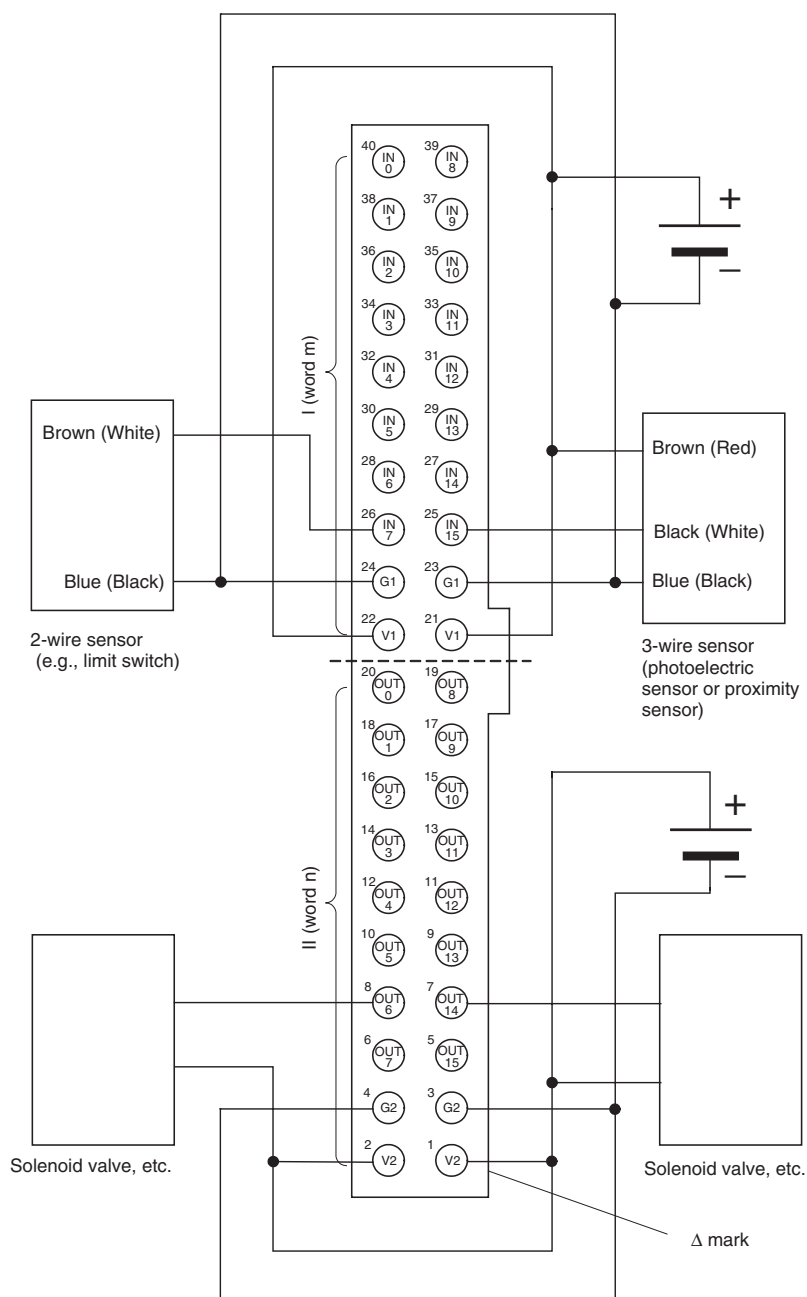 40 IN 0 39 IN 8
38 IN 1 37 IN 9
36 IN 2 35 IN 10
34 IN 3 33 IN 11
32 IN 4 31 IN 12
30 IN 5 29 IN 13
28 IN 6 27 IN 14
26 IN 7 25 IN 15
24 G1 23 G1
22 V1 21 V1
I (word m)
+
−
Brown (White)
Blue (Black)
2-wire sensor
(e.g., limit switch)
Brown (Red)
Black (White)
Blue (Black)
3-wire sensor
(photoelectric
sensor or proximity
sensor)
20 OUT 0 19 OUT 8
18 OUT 1 17 OUT 9
16 OUT 2 15 OUT 10
14 OUT 3 13 OUT 11
12 OUT 4 11 OUT 12
10 OUT 5 9 OUT 13
8 OUT 6 7 OUT 14
6 OUT 7 5 OUT 15
4 G2 3 G2
2 V2 1 V2
II (word n)
+
−
Solenoid valve, etc.
Solenoid valve, etc.
Δ mark